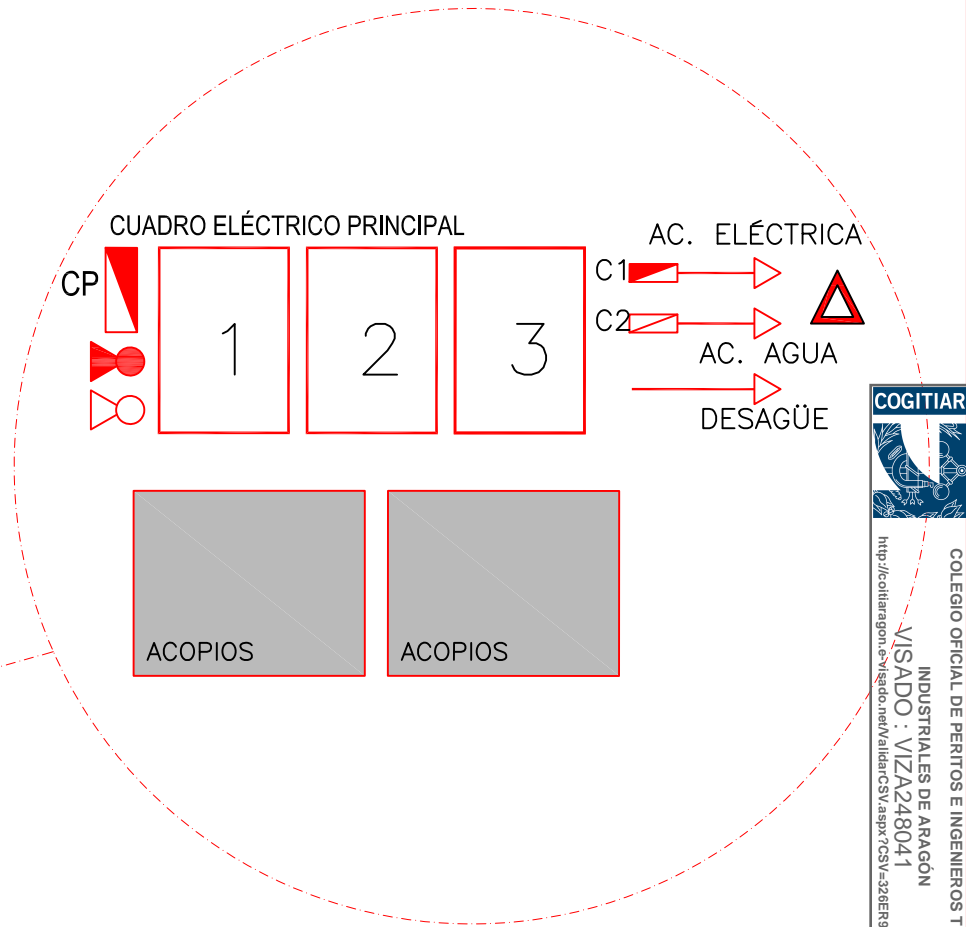 CUADRO ELÉCTRICO PRINCIPAL
CP
1
2
3
AC. ELÉCTRICA
C1
C2
AC. AGUA
DESAGÜE
ACOPIOS
ACOPIOS
COGITIAR
COLEGIO OFICIAL DE PERITOS E INGENIEROS T
INDUSTRIALES DE ARAGÓN
VISADO : VIZA248041
http://coitiaragon.e-visado.net/ValidarCSV.aspx?CSV=326ER9